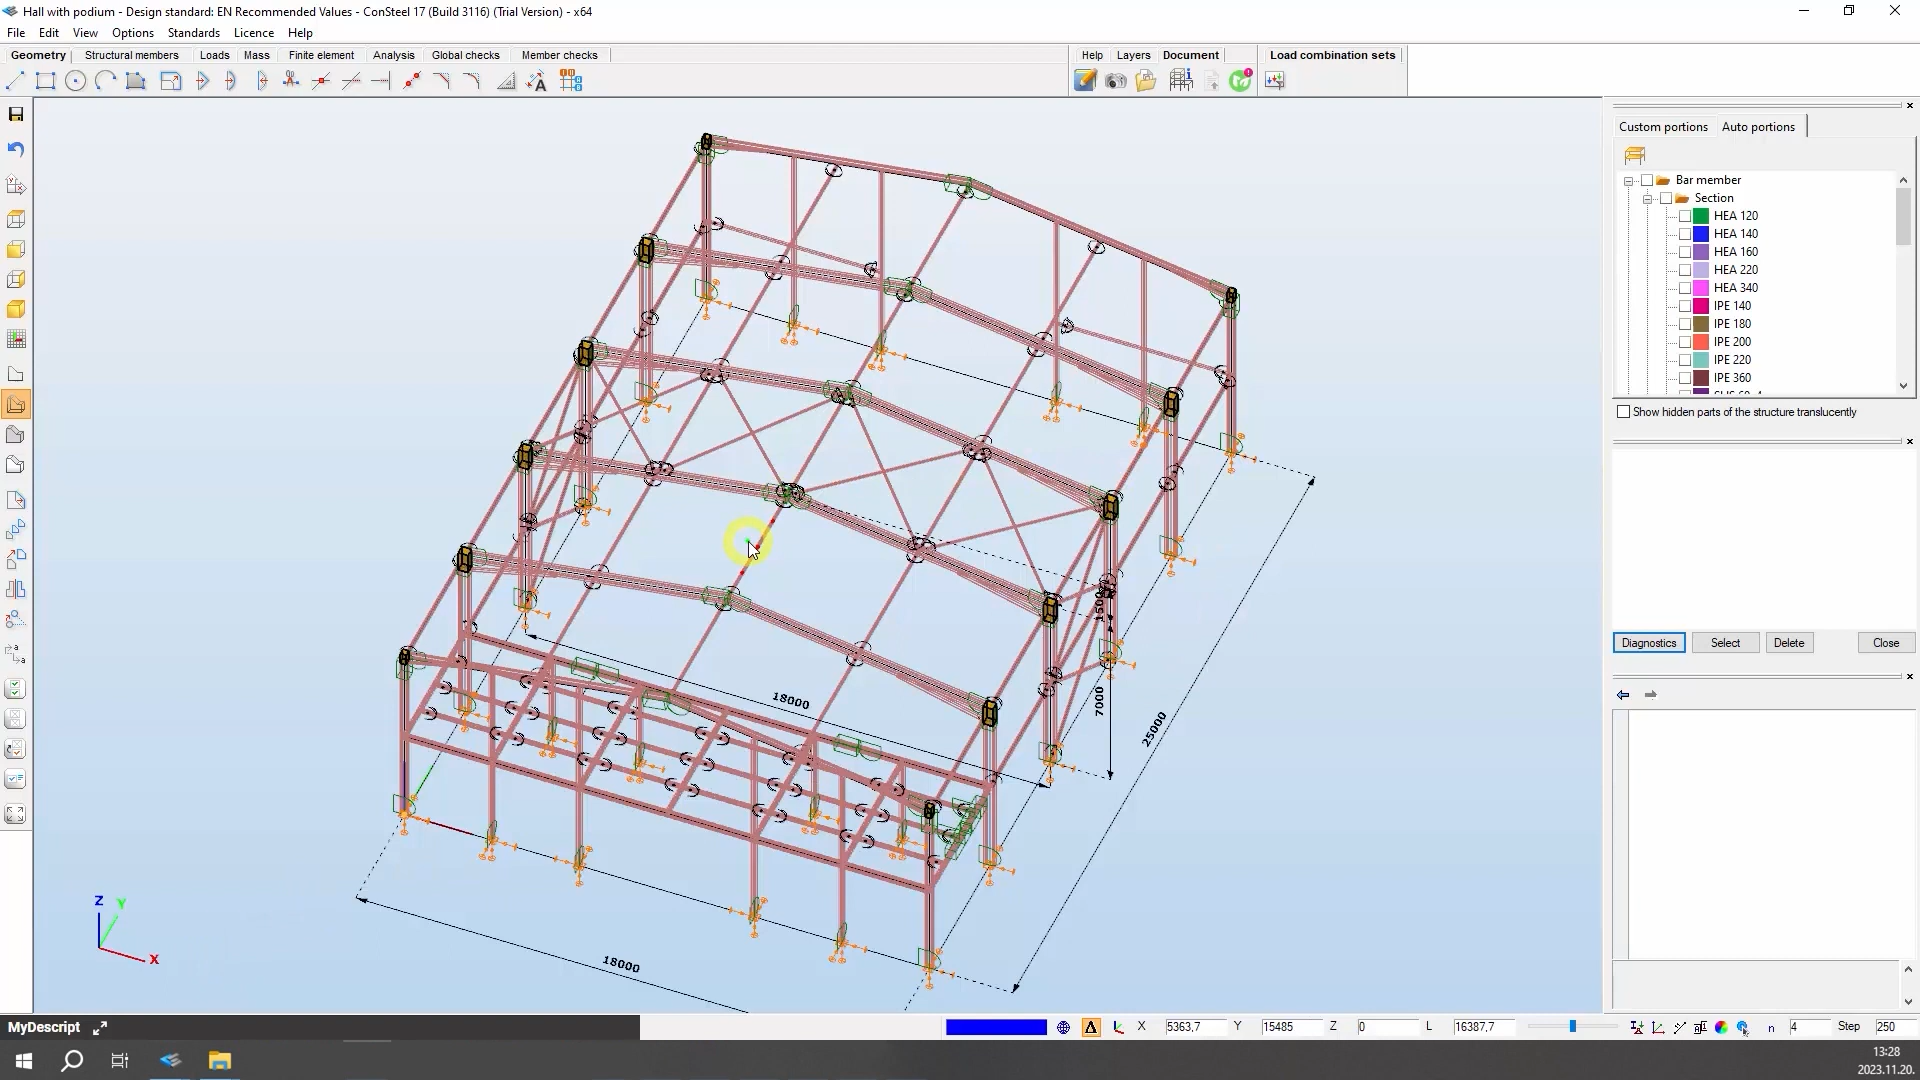 Hall with podium - Design standard: EN Recommended Values - ConSteel 17 (Build 3116) (Trial Version) - x64
File Edit View Options Standards Licence Help
Geometry Structural members Loads Mass Finite element Analysis Global checks Member checks
Help Layers Document Load combination sets
Custom portions Auto portions
Bar member
Section
HEA 120
HEA 140
HEA 160
HEA 220
HEA 340
IPE 140
IPE 180
IPE 200
IPE 220
IPE 360
Show hidden parts of the structure translucently
Diagnostics Select Delete Close
1500
7000
25000
18000
18000
Z Y
X
MyDescript
X 5363,7 Y 15485 Z 0 L 16387,7 n 4 Step 250
13:28
2023.11.20.